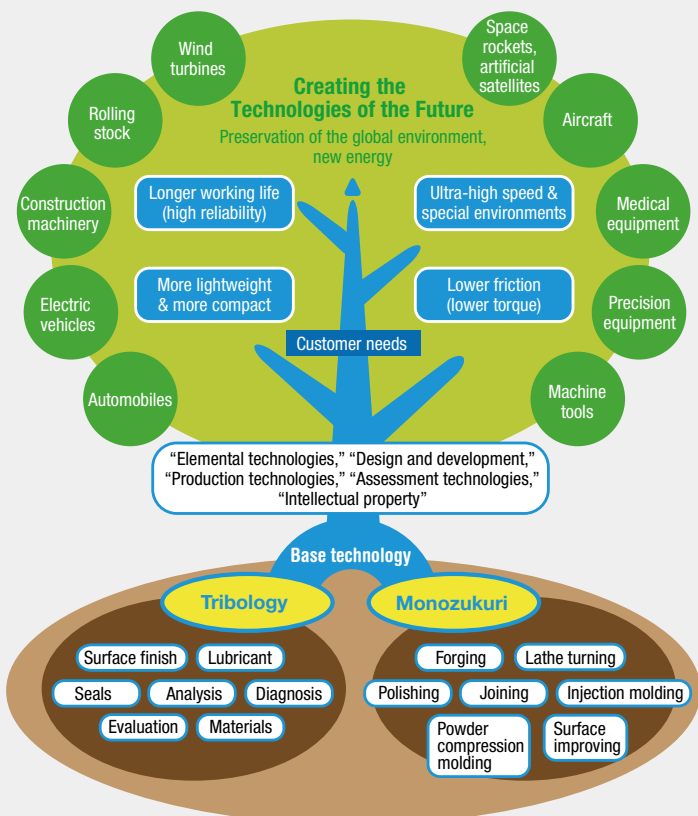 Wind
turbines
Space
rockets,
artificial
satellites
Creating the
Technologies of the Future
Preservation of the global environment,
new energy
Rolling
stock
Aircraft
Construction
machinery
Longer working life
(high reliability)
Ultra-high speed &
special environments
Medical
equipment
Electric
vehicles
More lightweight
& more compact
Lower friction
(lower torque)
Precision
equipment
Customer needs
Automobiles
Machine
tools
“Elemental technologies,” “Design and development,”
“Production technologies,” “Assessment technologies,”
“Intellectual property”
Base technology
Tribology
Monozukuri
Surface finish
Lubricant
Seals
Analysis
Diagnosis
Evaluation
Materials
Forging
Lathe turning
Polishing
Joining
Injection molding
Powder
compression
molding
Surface
improving